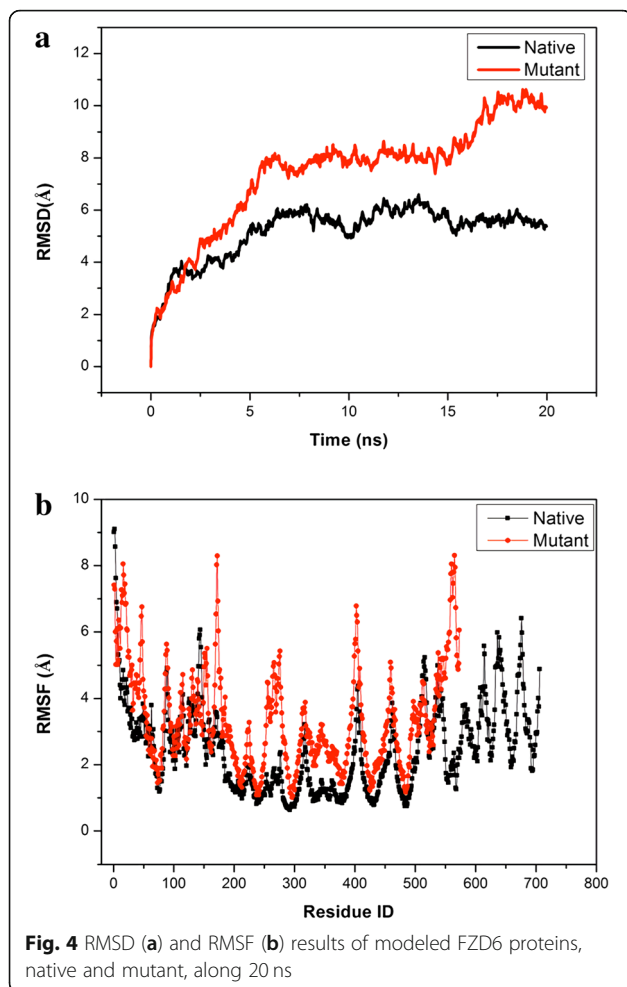 a
12
10
8
6
4
2
0
RMSD(Å)
Native
Mutant
0
5
10
15
20
Time (ns)
b
10
8
6
4
2
0
RMSF (Å)
Native
Mutant
0
100
200
300
400
500
600
700
800
Residue ID
Fig. 4 RMSD (a) and RMSF (b) results of modeled FZD6 proteins,
native and mutant, along 20 ns